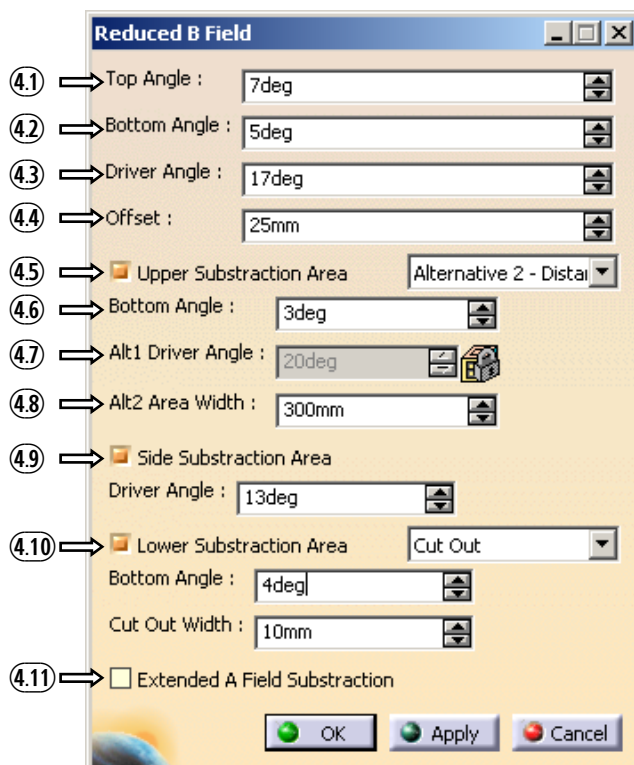 Reduced B Field
4.1 Top Angle : 7deg
4.2 Bottom Angle : 5deg
4.3 Driver Angle : 17deg
4.4 Offset : 25mm
4.5 Upper Substraction Area Alternative 2 - Distai
4.6 Bottom Angle : 3deg
4.7 Alt1 Driver Angle : 20deg
4.8 Alt2 Area Width : 300mm
4.9 Side Substraction Area
Driver Angle : 13deg
4.10 Lower Substraction Area Cut Out
Bottom Angle : 4deg
Cut Out Width : 10mm
4.11 Extended A Field Substraction
OK Apply Cancel